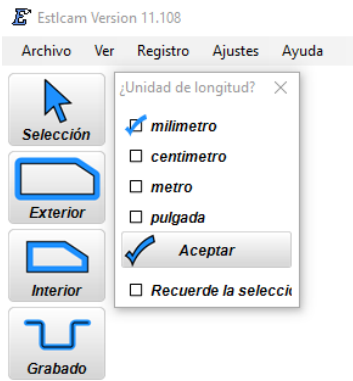 Estlcam Version 11.108
Archivo Ver Registro Ajustes Ayuda
Selección
Exterior
Interior
Grabado
¿Unidad de longitud?
milimetro
centimetro
metro
pulgada
Aceptar
Recuerde la selecció